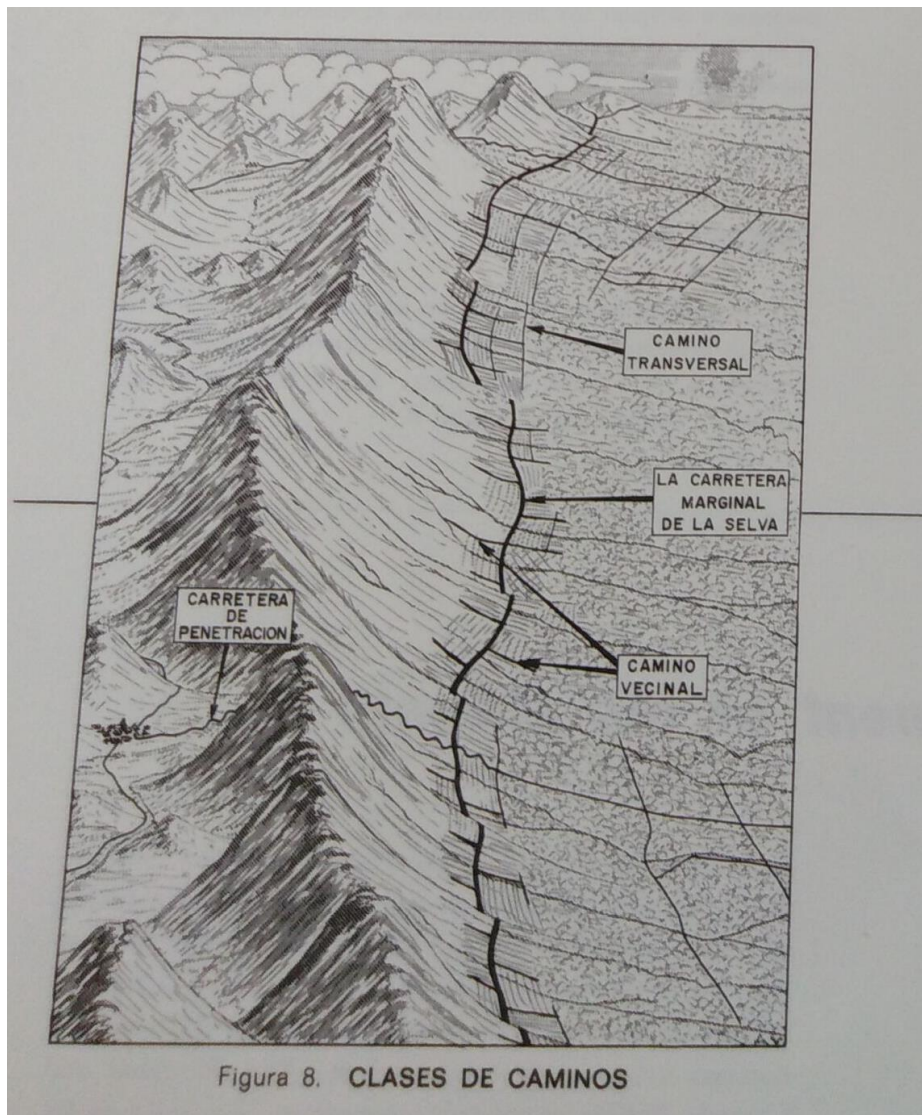 CAMINO
TRANSVERSAL
LA CARRETERA
MARGINAL
DE LA SELVA
CARRETERA
DE
PENETRACION
CAMINO
VECINAL
Figura 8. CLASES DE CAMINOS